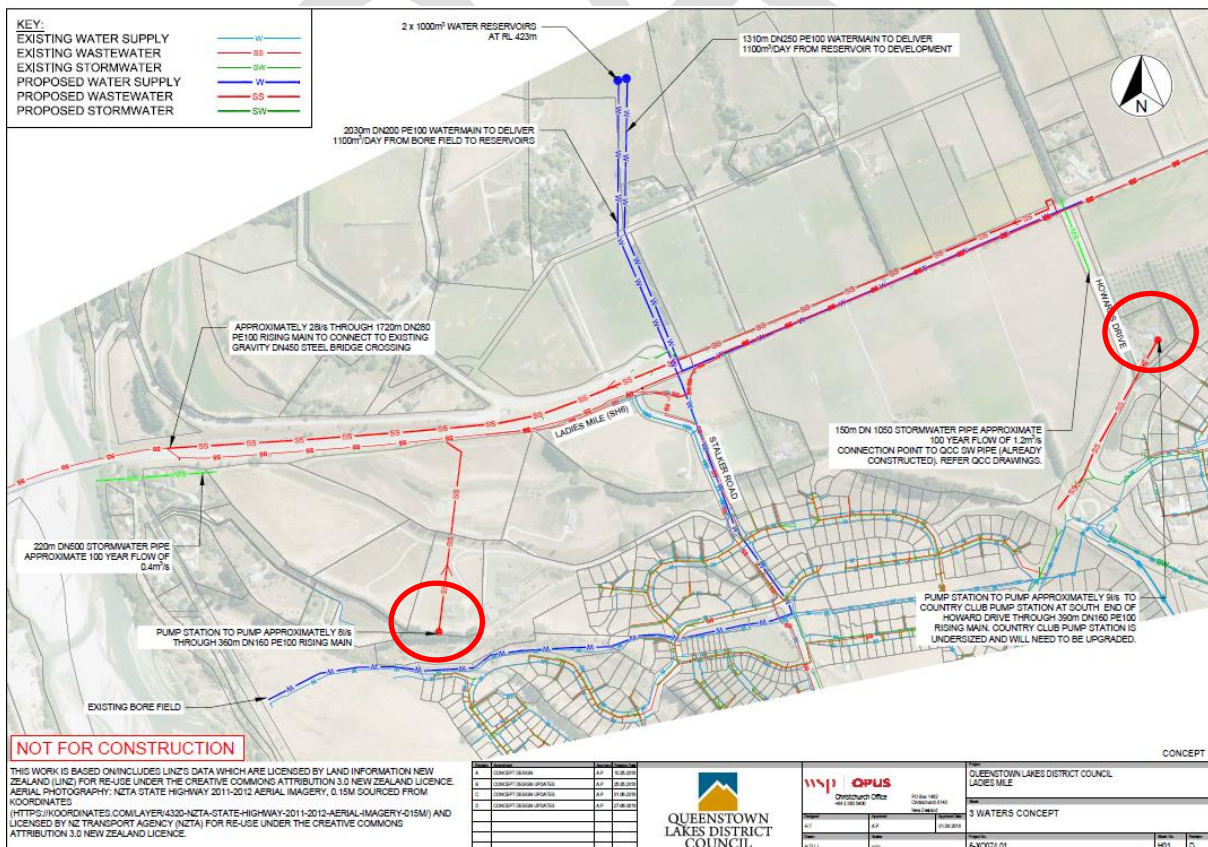 KEY:
EXISTING WATER SUPPLY
W
EXISTING WASTEWATER
SS
EXISTING STORMWATER
SW
PROPOSED WATER SUPPLY
W
PROPOSED WASTEWATER
SS
PROPOSED STORMWATER
SW
2 x 1000m³ WATER RESERVOIRS
AT RL 423m
1310m DN250 PE100 WATERMAIN TO DELIVER
1100m³/DAY FROM RESERVOIR TO DEVELOPMENT
N
2030m DN200 PE100 WATERMAIN TO DELIVER
1100m³/DAY FROM BORE FIELD TO RESERVOIRS
HOWARDS DRIVE
APPROXIMATELY 28l/s THROUGH 1720m DN280
PE100 RISING MAIN TO CONNECT TO EXISTING
GRAVITY DN450 STEEL BRIDGE CROSSING
LADIES MILE (SH6)
STALKER ROAD
150m DN 1050 STORMWATER PIPE APPROXIMATE
100 YEAR FLOW OF 1.2m³/s
CONNECTION POINT TO QCC SW PIPE (ALREADY
CONSTRUCTED). REFER QCC DRAWINGS.
220m DN500 STORMWATER PIPE
APPROXIMATE 100 YEAR FLOW OF
0.4m³/s
PUMP STATION TO PUMP APPROXIMATELY 8l/s
THROUGH 360m DN160 PE100 RISING MAIN
PUMP STATION TO PUMP APPROXIMATELY 9l/s TO
COUNTRY CLUB PUMP STATION AT SOUTH END OF
HOWARD DRIVE THROUGH 390m DN160 PE100
RISING MAIN. COUNTRY CLUB PUMP STATION IS
UNDERSIZED AND WILL NEED TO BE UPGRADED.
EXISTING BORE FIELD
NOT FOR CONSTRUCTION
CONCEPT
THIS WORK IS BASED ON/INCLUDES LINZ'S DATA WHICH ARE LICENSED BY LAND INFORMATION NEW
ZEALAND (LINZ) FOR RE-USE UNDER THE CREATIVE COMMONS ATTRIBUTION 3.0 NEW ZEALAND LICENCE.
AERIAL PHOTOGRAPHY: NZTA STATE HIGHWAY 2011-2012 AERIAL IMAGERY, 0.15M SOURCED FROM
KOORDINATES
(HTTPS://KOORDINATES.COM/LAYER/4320-NZTA-STATE-HIGHWAY-2011-2012-AERIAL-IMAGERY-015M/) AND
LICENSED BY NZ TRANSPORT AGENCY (NZTA) FOR RE-USE UNDER THE CREATIVE COMMONS
ATTRIBUTION 3.0 NEW ZEALAND LICENCE.
A CONCEPT DESIGN A.P
B CONCEPT DESIGN UPDATES A.P
C CONCEPT DESIGN UPDATES A.P
D CONCEPT DESIGN UPDATES A.P
QUEENSTOWN
LAKES DISTRICT
COUNCIL
wsp OPUS
Christchurch Office
QUEENSTOWN LAKES DISTRICT COUNCIL
LADIES MILE
3 WATERS CONCEPT